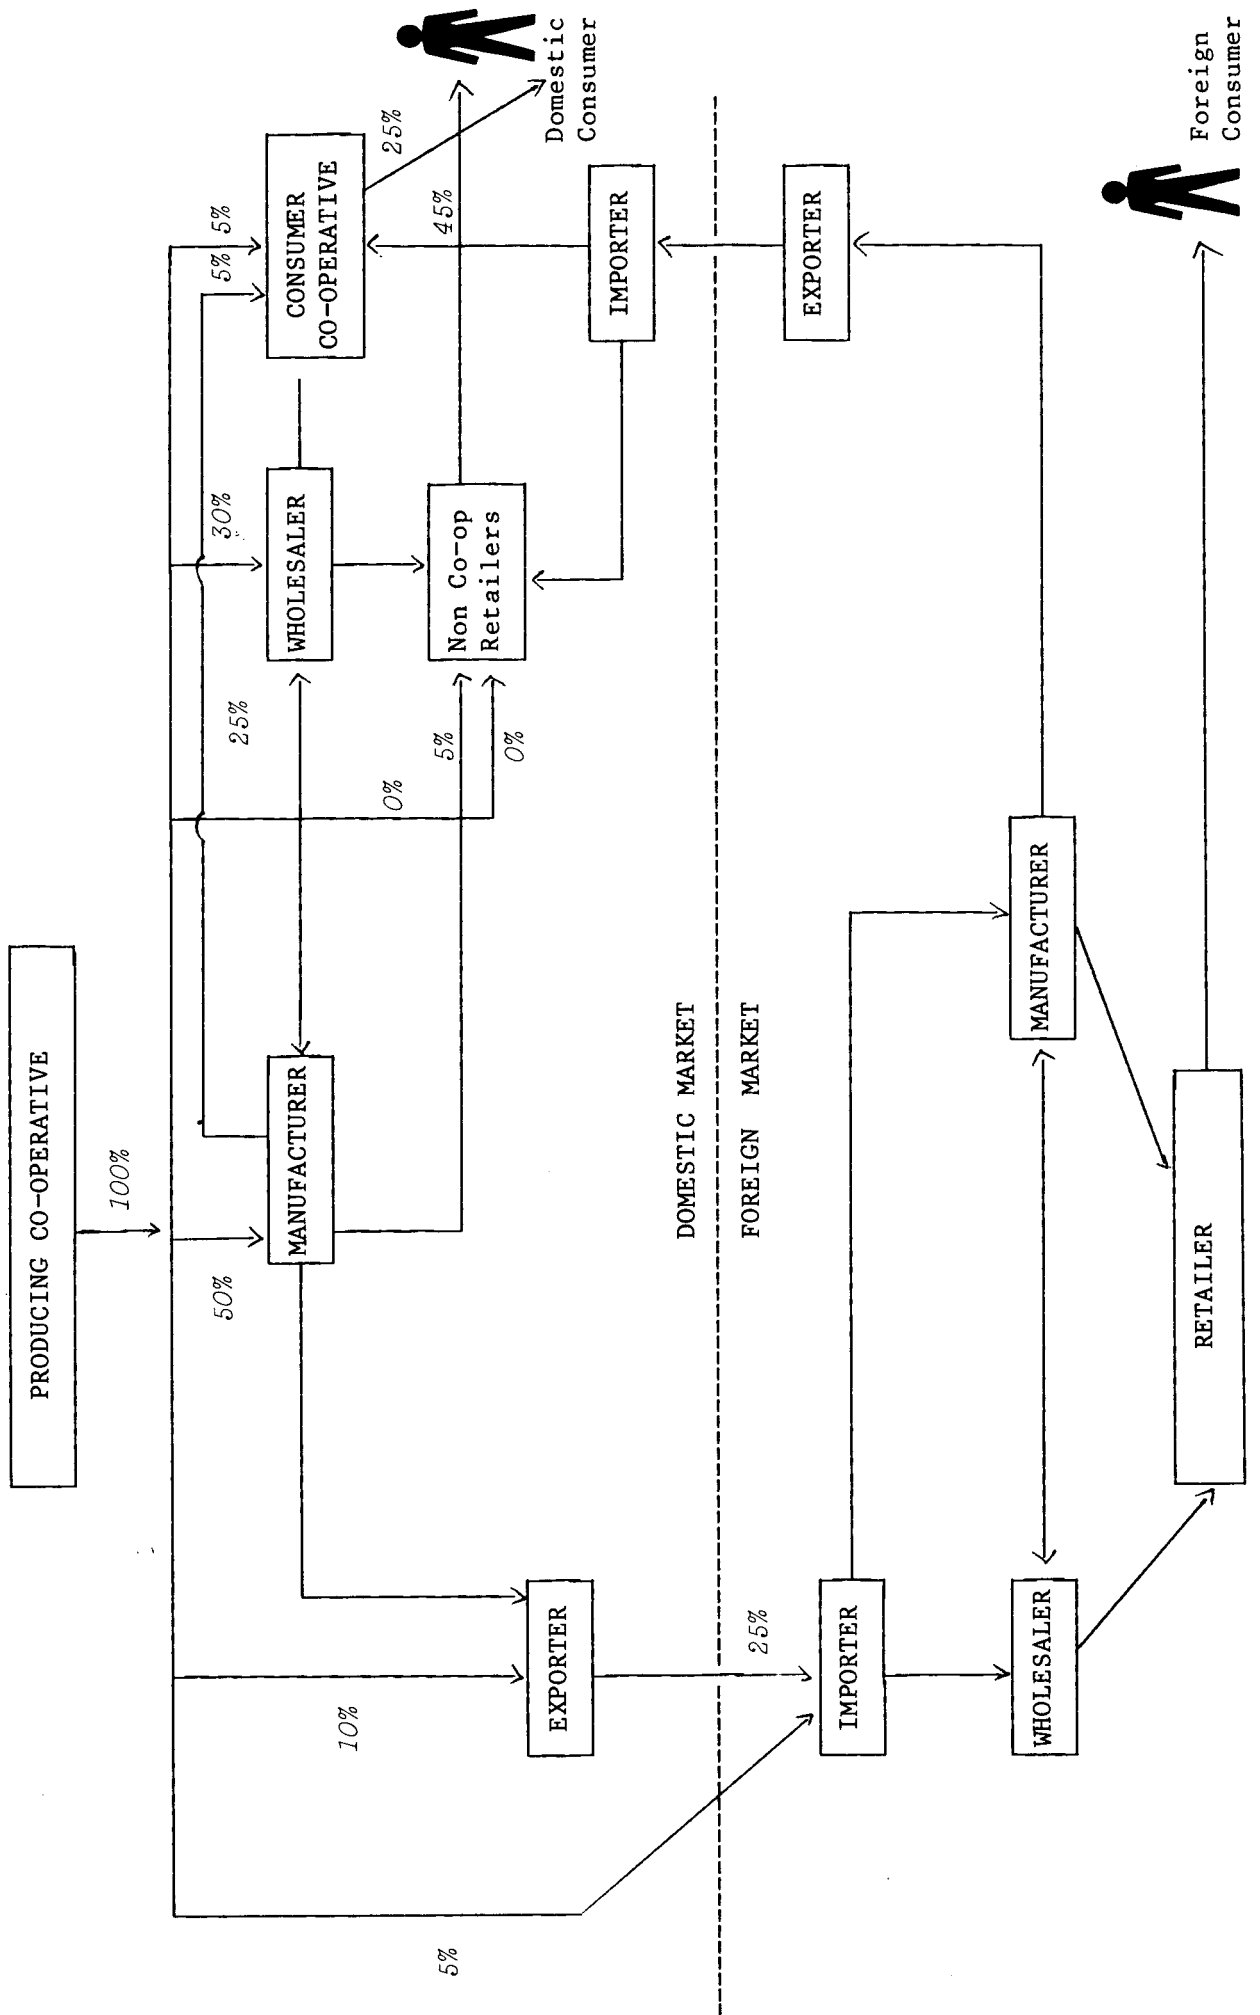 PRODUCING CO-OPERATIVE
100%
5%
10%
50%
25%
30%
5%
5%
MANUFACTURER
WHOLESALER
CONSUMER
CO-OPERATIVE
0%
25%
5%
0%
Non Co-op
Retailers
45%
Domestic
Consumer
EXPORTER
IMPORTER
DOMESTIC MARKET
FOREIGN MARKET
25%
IMPORTER
EXPORTER
WHOLESALER
MANUFACTURER
RETAILER
Foreign
Consumer